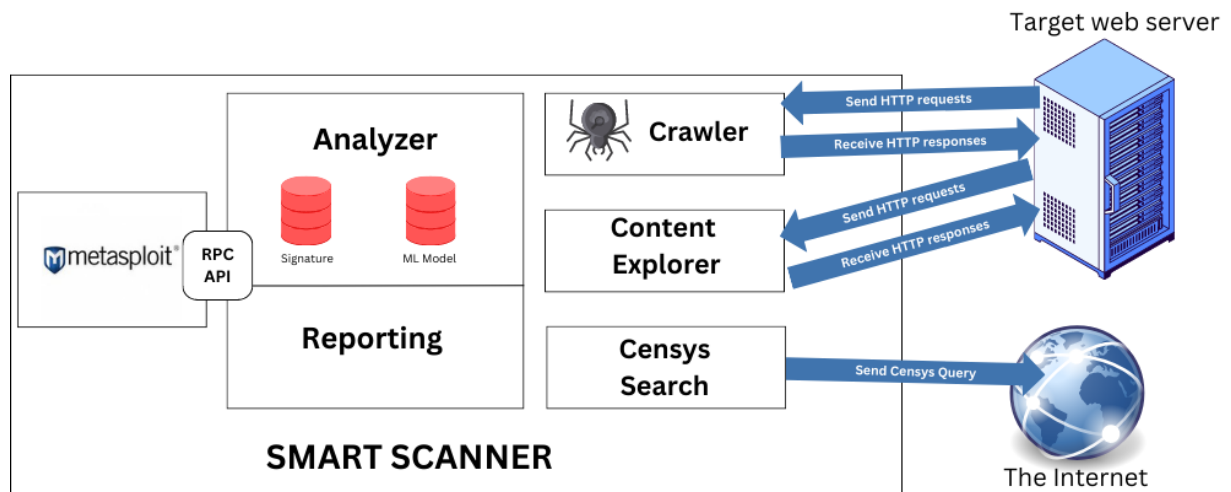 Target web server
Send HTTP requests
Analyzer
Crawler
Receive HTTP responses
Send HTTP requests
metasploit®
RPC
API
Content
Explorer
Receive HTTP responses
Signature
ML Model
Reporting
Censys
Search
Send Censys Query
SMART SCANNER
The Internet